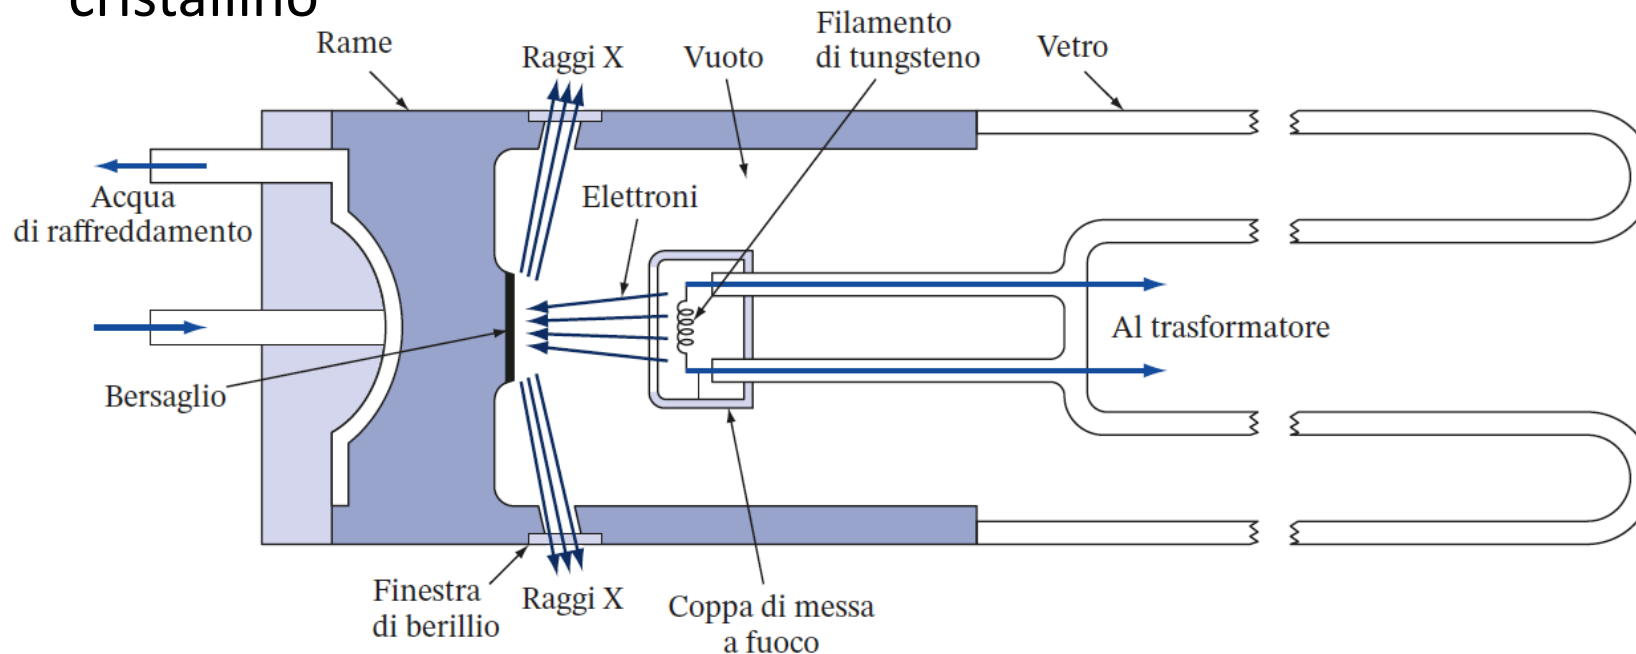 cristallino
Rame
Raggi X
Vuoto
Filamento
di tungsteno
Vetro
Acqua
di raffreddamento
Elettroni
Al trasformatore
Bersaglio
Finestra
di berillio
Raggi X
Coppa di messa
a fuoco